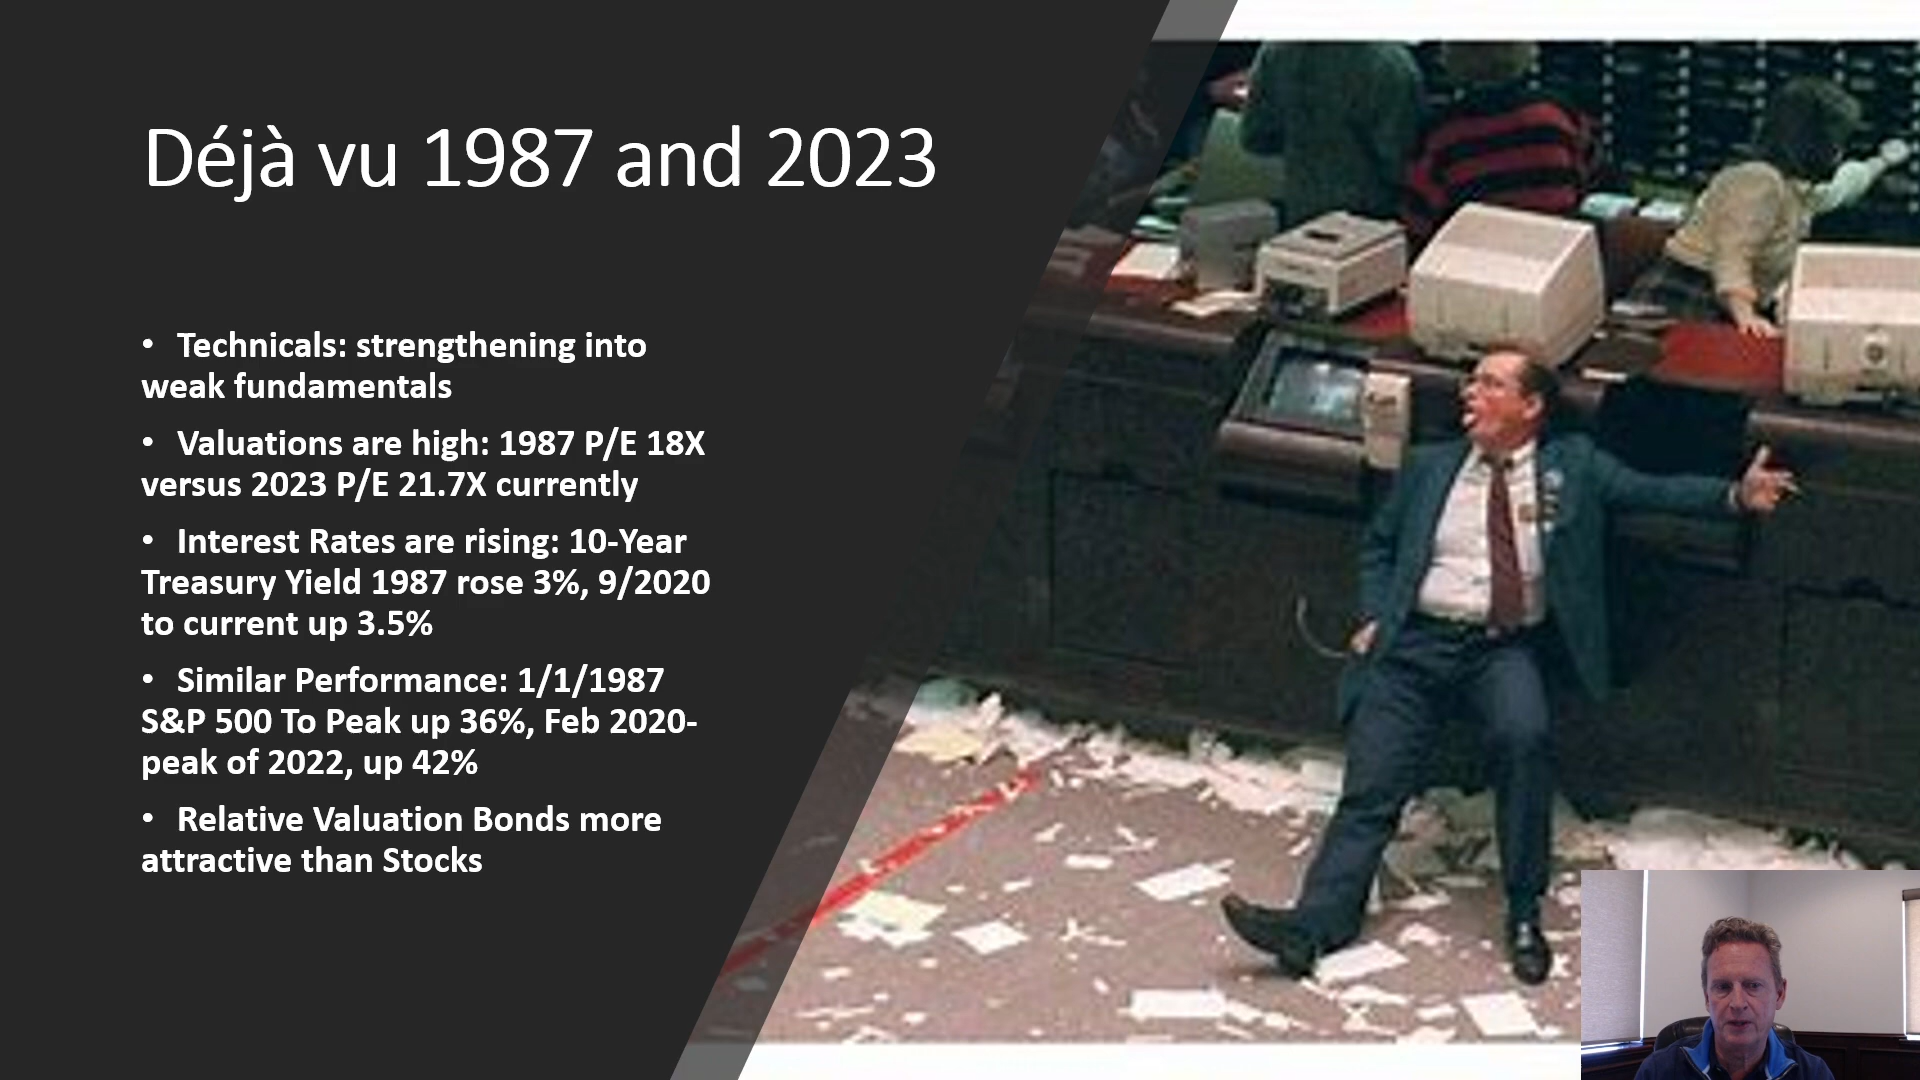 Déjà vu 1987 and 2023
• Technicals: strengthening into
weak fundamentals
• Valuations are high: 1987 P/E 18X
versus 2023 P/E 21.7X currently
• Interest Rates are rising: 10-Year
Treasury Yield 1987 rose 3%, 9/2020
to current up 3.5%
• Similar Performance: 1/1/1987
S&P 500 To Peak up 36%, Feb 2020-
peak of 2022, up 42%
• Relative Valuation Bonds more
attractive than Stocks